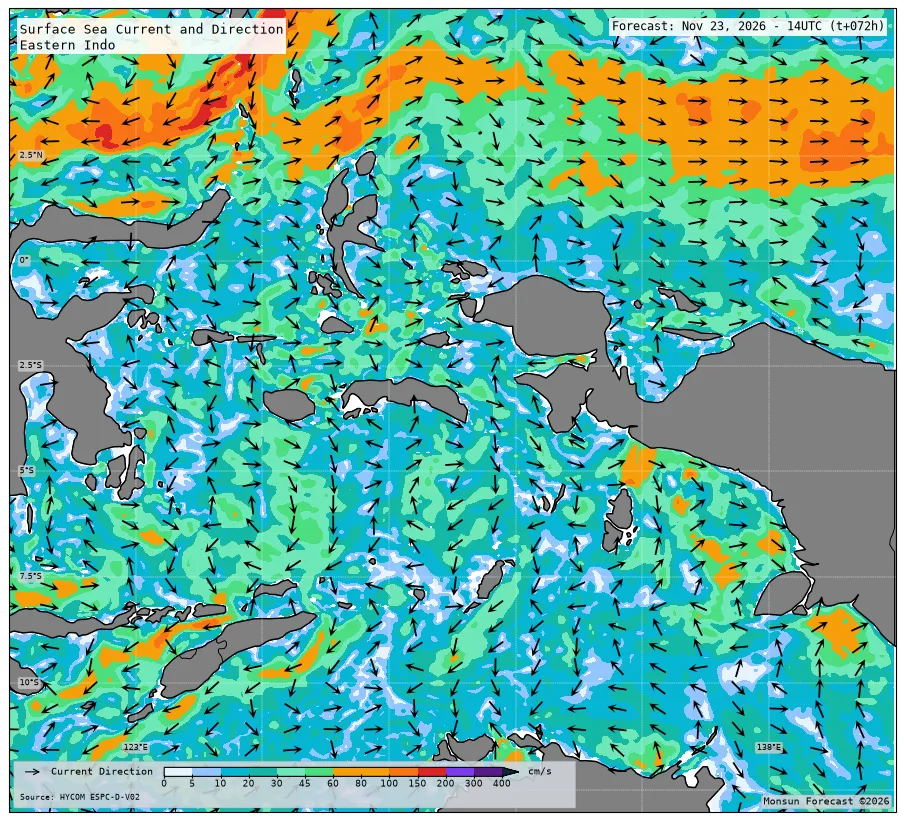 Surface Sea Current and Direction
Eastern Indo
Forecast: Nov 23, 2026 - 14UTC (t+072h)
2.5°N
0°
2.5°S
5°S
7.5°S
10°S
123°E
138°E
Current Direction
0 5 10 20 30 45 60 80 100 150 200 300 400
cm/s
Source: HYCOM ESPC-D-V02
Monsun Forecast ©2026